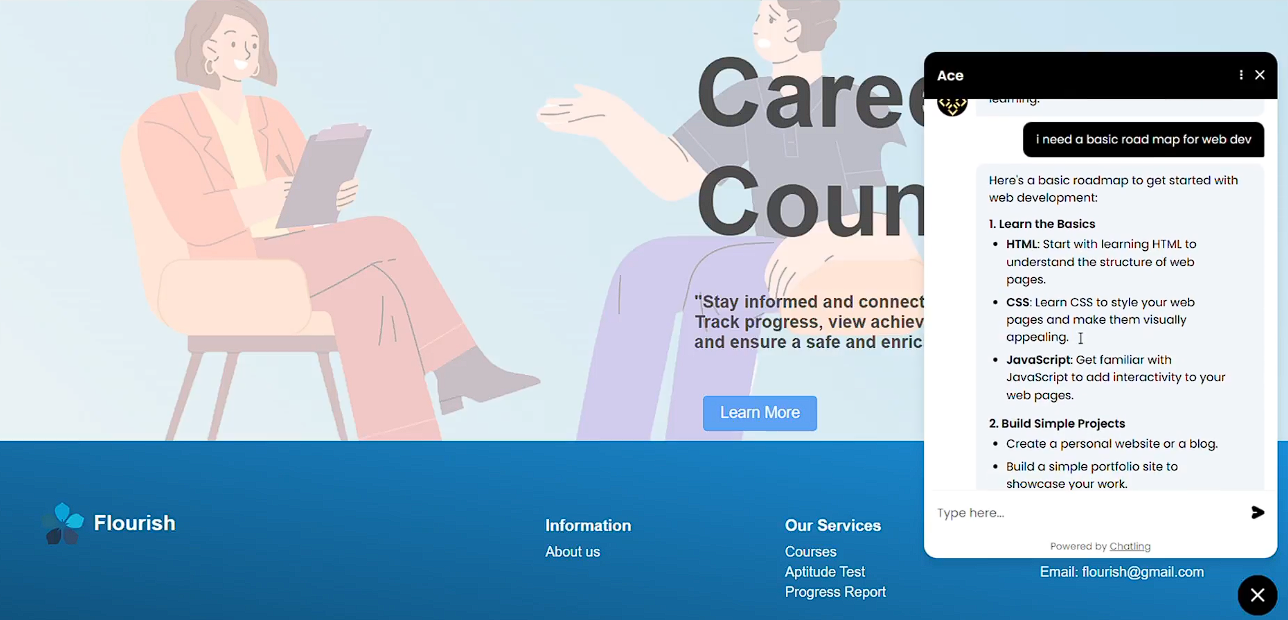 Caree
Coun
"Stay informed and connect
Track progress, view achiev
and ensure a safe and enric
Learn More
Ace
learning.
i need a basic road map for web dev
Here's a basic roadmap to get started with
web development:
1. Learn the Basics
• HTML: Start with learning HTML to
understand the structure of web
pages.
• CSS: Learn CSS to style your web
pages and make them visually
appealing.
• JavaScript: Get familiar with
JavaScript to add interactivity to your
web pages.
2. Build Simple Projects
• Create a personal website or a blog.
• Build a simple portfolio site to
showcase your work.
Type here...
Powered by Chatling
Flourish
Information
About us
Our Services
Courses
Aptitude Test
Progress Report
Email: flourish@gmail.com